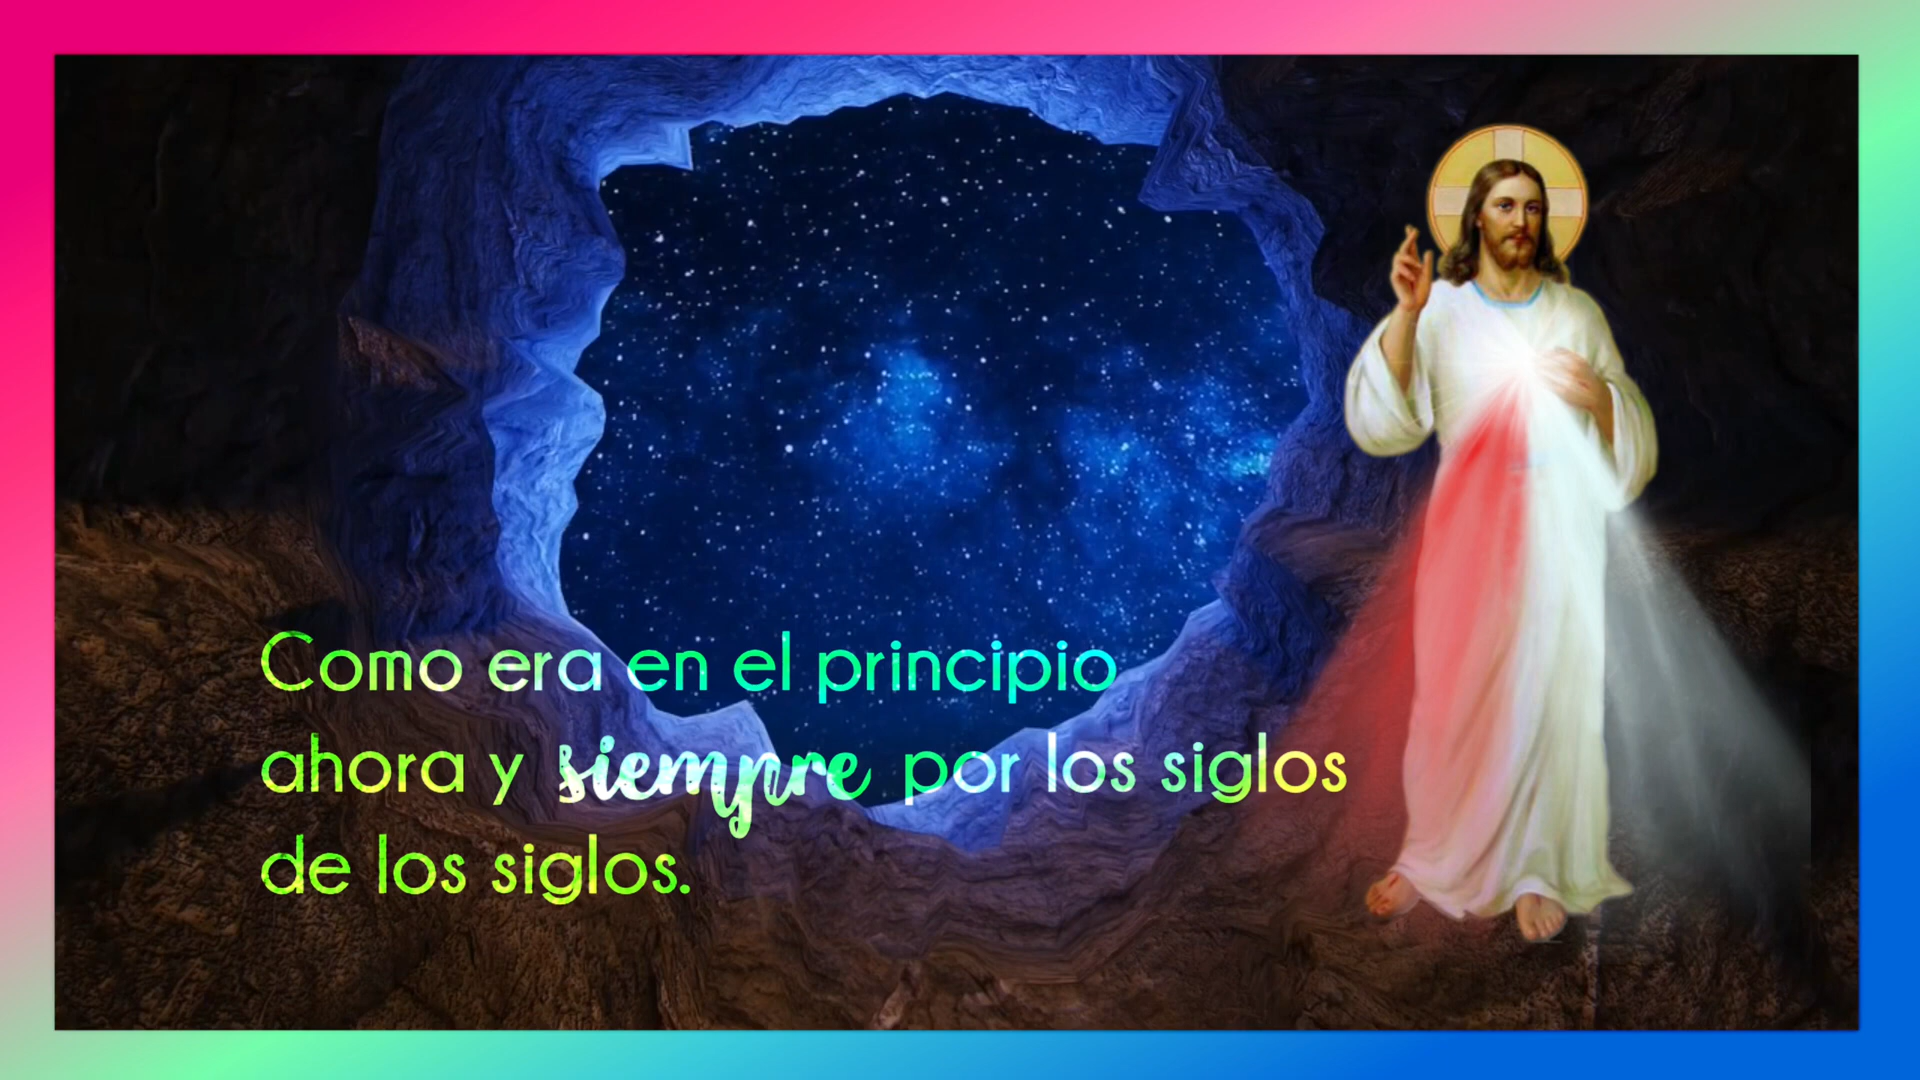 Como era en el principio
ahora y siempre por los siglos
de los siglos.